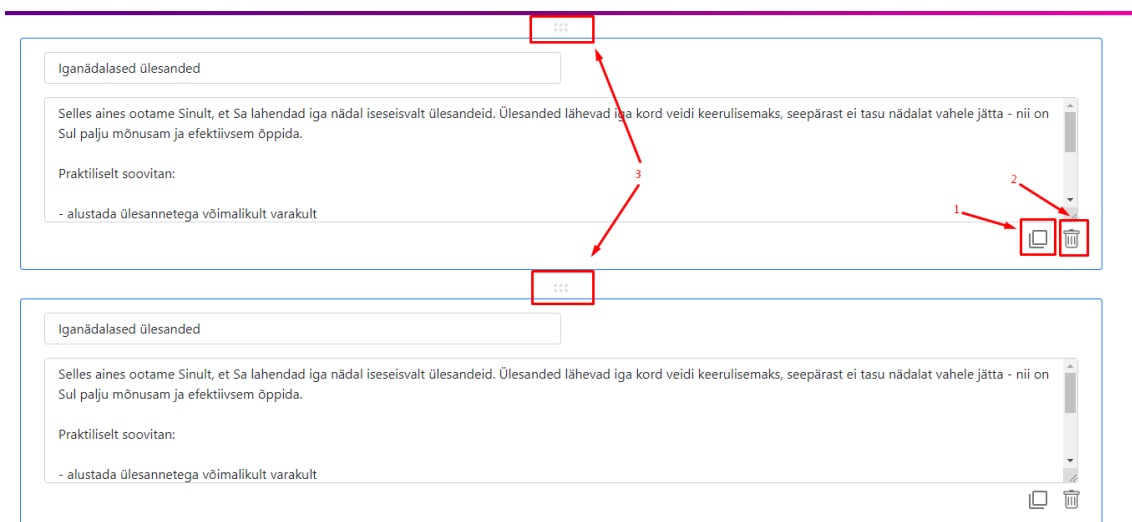 Iganädalased ülesanded
Selles aines ootame Sinult, et Sa lahendad iga nädal iseseisvalt ülesandeid. Ülesanded lähevad iga kord veidi keerulisemaks, seepärast ei tasu nädalat vahele jätta - nii on
Sul palju mõnusam ja efektiivsem õppida.
Praktiliselt soovitan:
3
2
- alustada ülesannetega võimalikult varakult
1
Iganädalased ülesanded
Selles aines ootame Sinult, et Sa lahendad iga nädal iseseisvalt ülesandeid. Ülesanded lähevad iga kord veidi keerulisemaks, seepärast ei tasu nädalat vahele jätta - nii on
Sul palju mõnusam ja efektiivsem õppida.
Praktiliselt soovitan:
- alustada ülesannetega võimalikult varakult